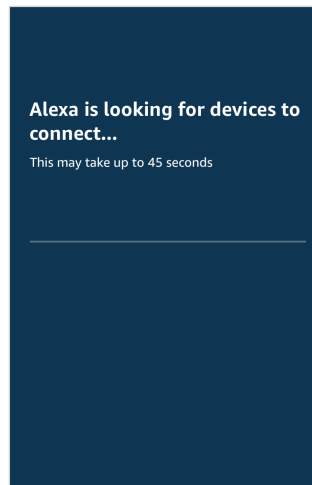 Alexa is looking for devices to
connect...
This may take up to 45 seconds